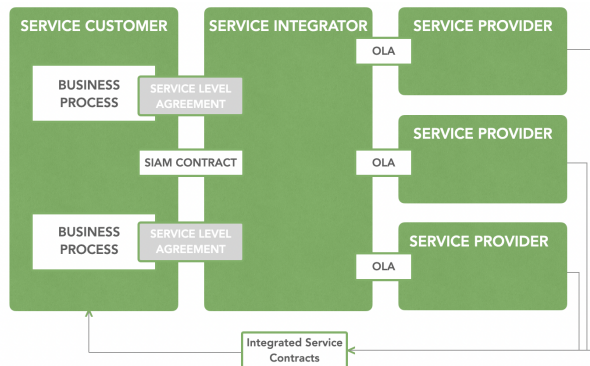 SERVICE CUSTOMER
SERVICE INTEGRATOR
SERVICE PROVIDER
OLA
BUSINESS
PROCESS
SERVICE LEVEL
AGREEMENT
SERVICE PROVIDER
SIAM CONTRACT
OLA
SERVICE PROVIDER
BUSINESS
PROCESS
SERVICE LEVEL
AGREEMENT
OLA
Integrated Service
Contracts